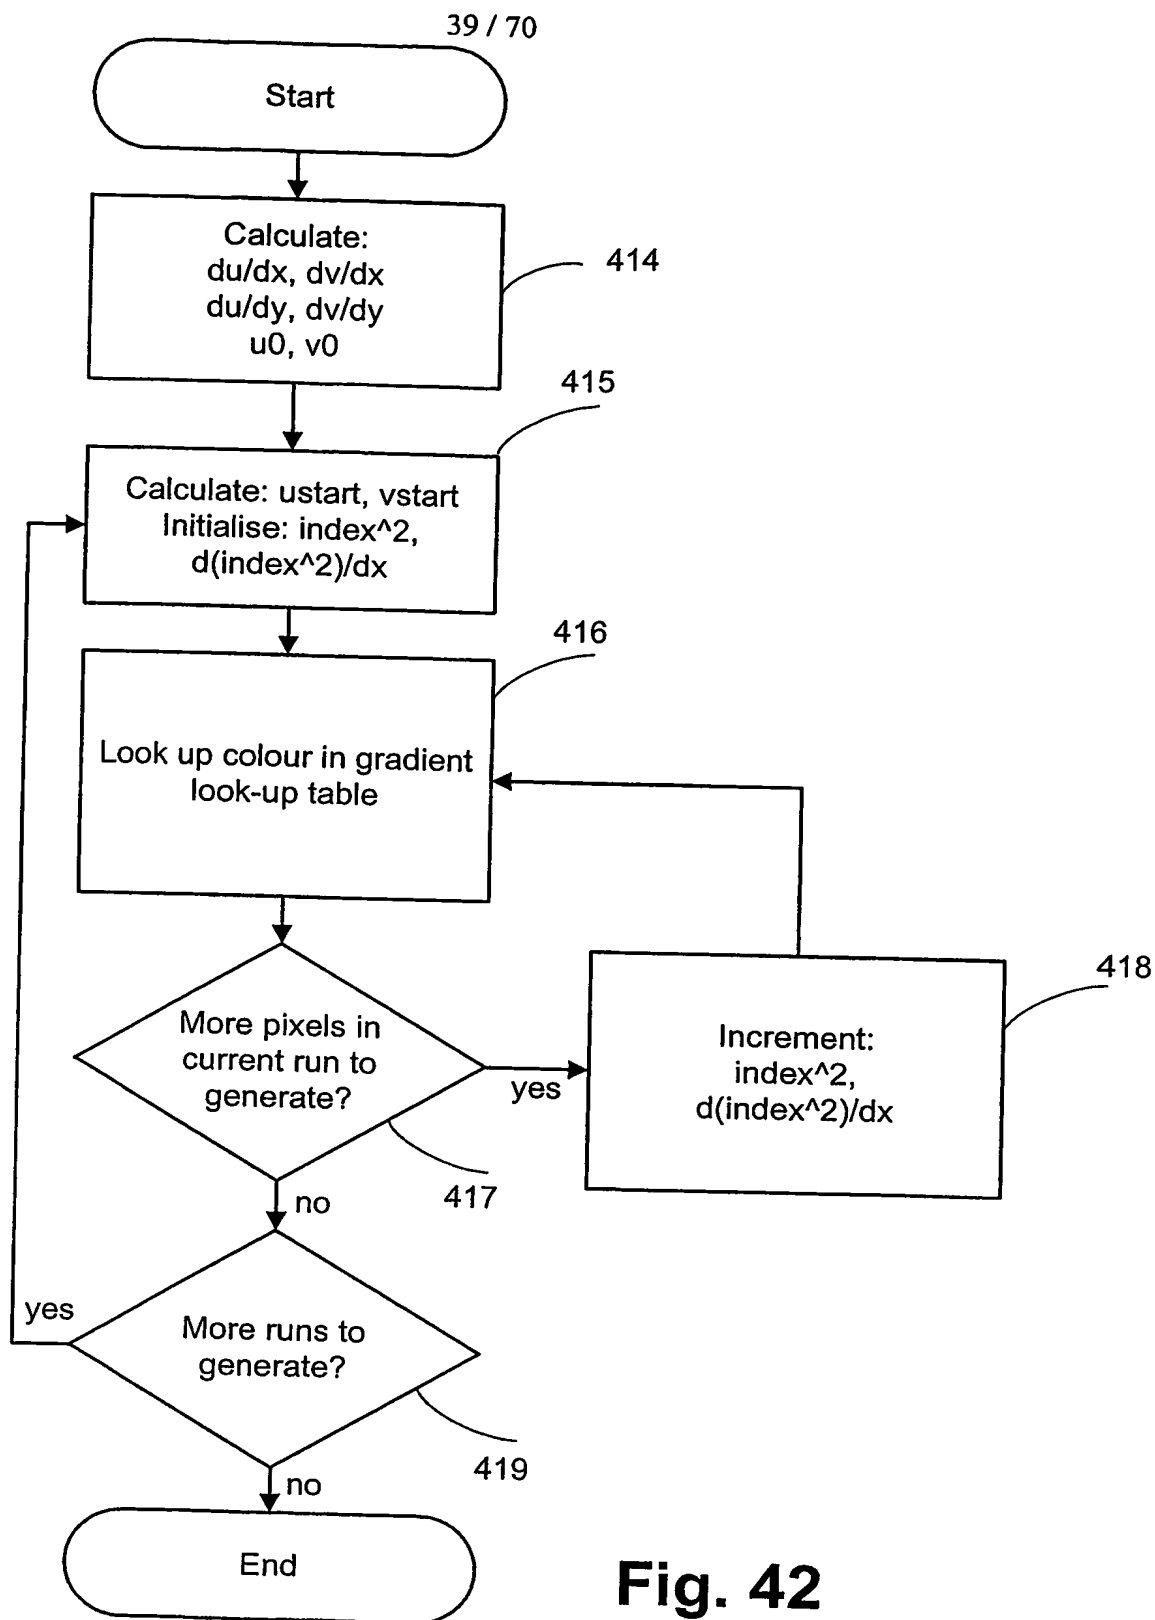 39 / 70
Start
Calculate:
du/dx, dv/dx
du/dy, dv/dy
u0, v0
414
415
Calculate: ustart, vstart
Initialise: index^2,
d(index^2)/dx
416
Look up colour in gradient
look-up table
More pixels in
current run to
generate?
yes
417
no
418
Increment:
index^2,
d(index^2)/dx
yes
More runs to
generate?
419
no
End
Fig. 42